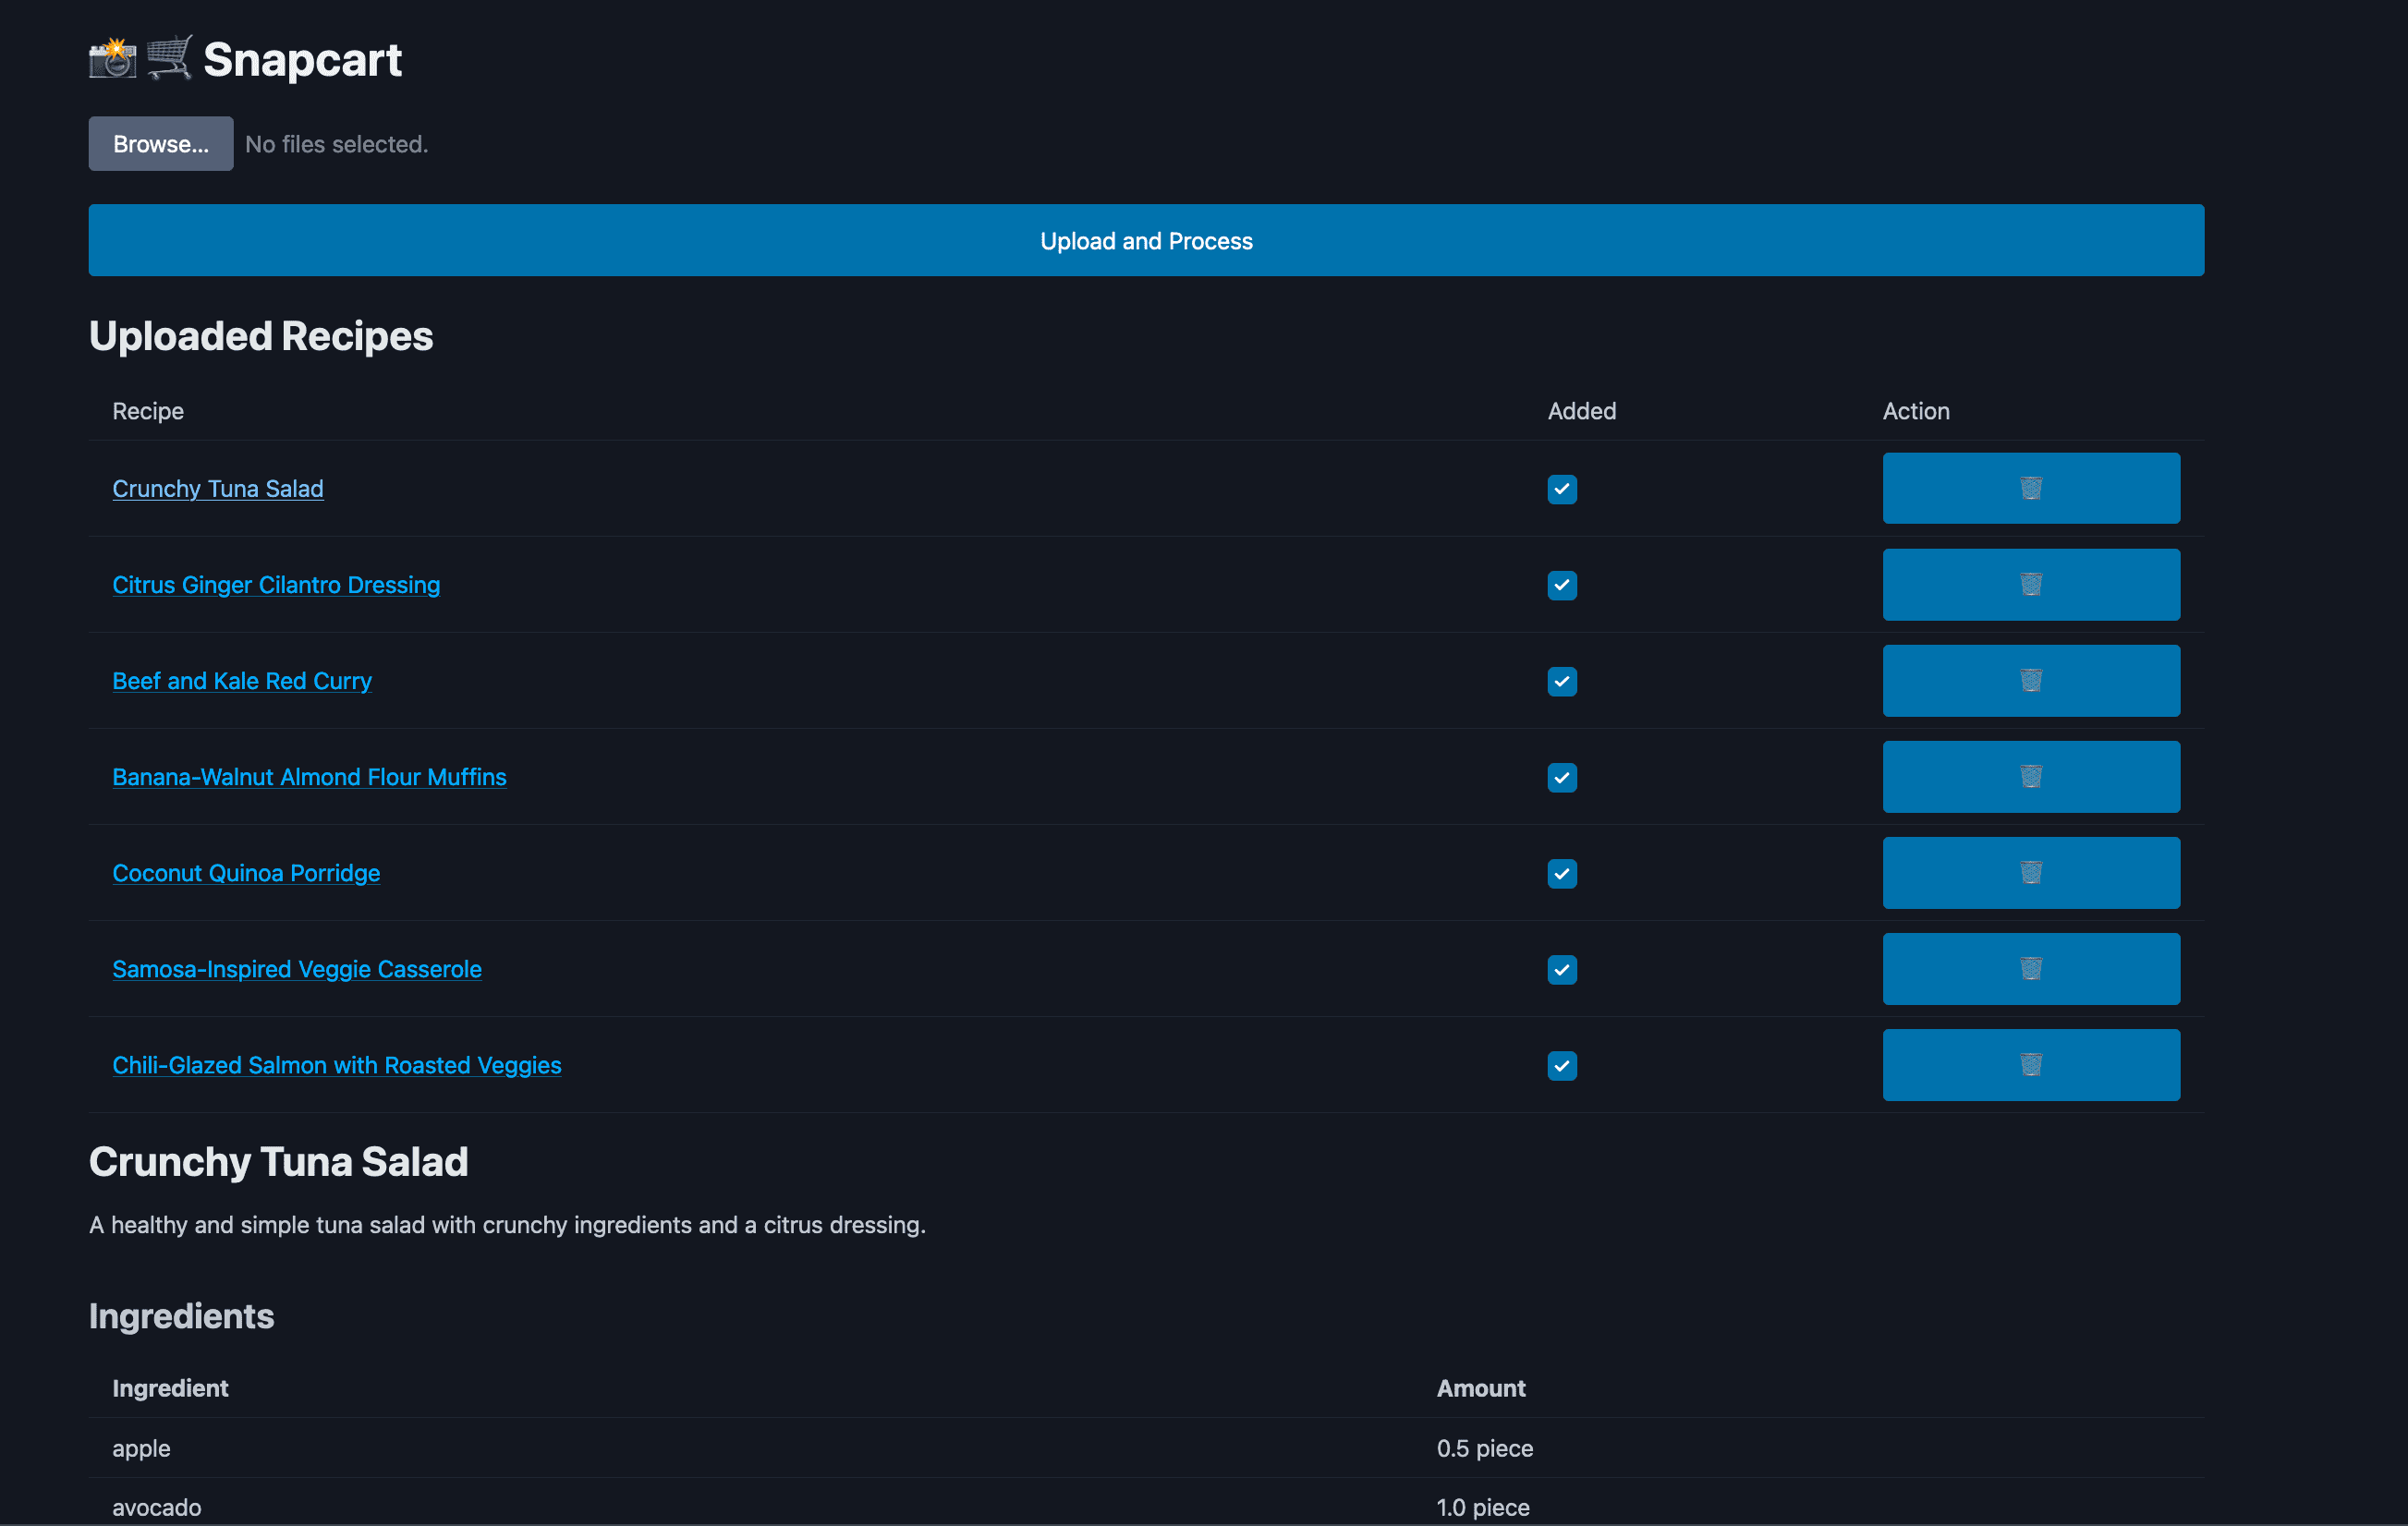 Snapcart
Browse... No files selected.
Upload and Process
Uploaded Recipes
Recipe Added Action
Crunchy Tuna Salad
Citrus Ginger Cilantro Dressing
Beef and Kale Red Curry
Banana-Walnut Almond Flour Muffins
Coconut Quinoa Porridge
Samosa-Inspired Veggie Casserole
Chili-Glazed Salmon with Roasted Veggies
Crunchy Tuna Salad
A healthy and simple tuna salad with crunchy ingredients and a citrus dressing.
Ingredients
Ingredient Amount
apple 0.5 piece
avocado 1.0 piece